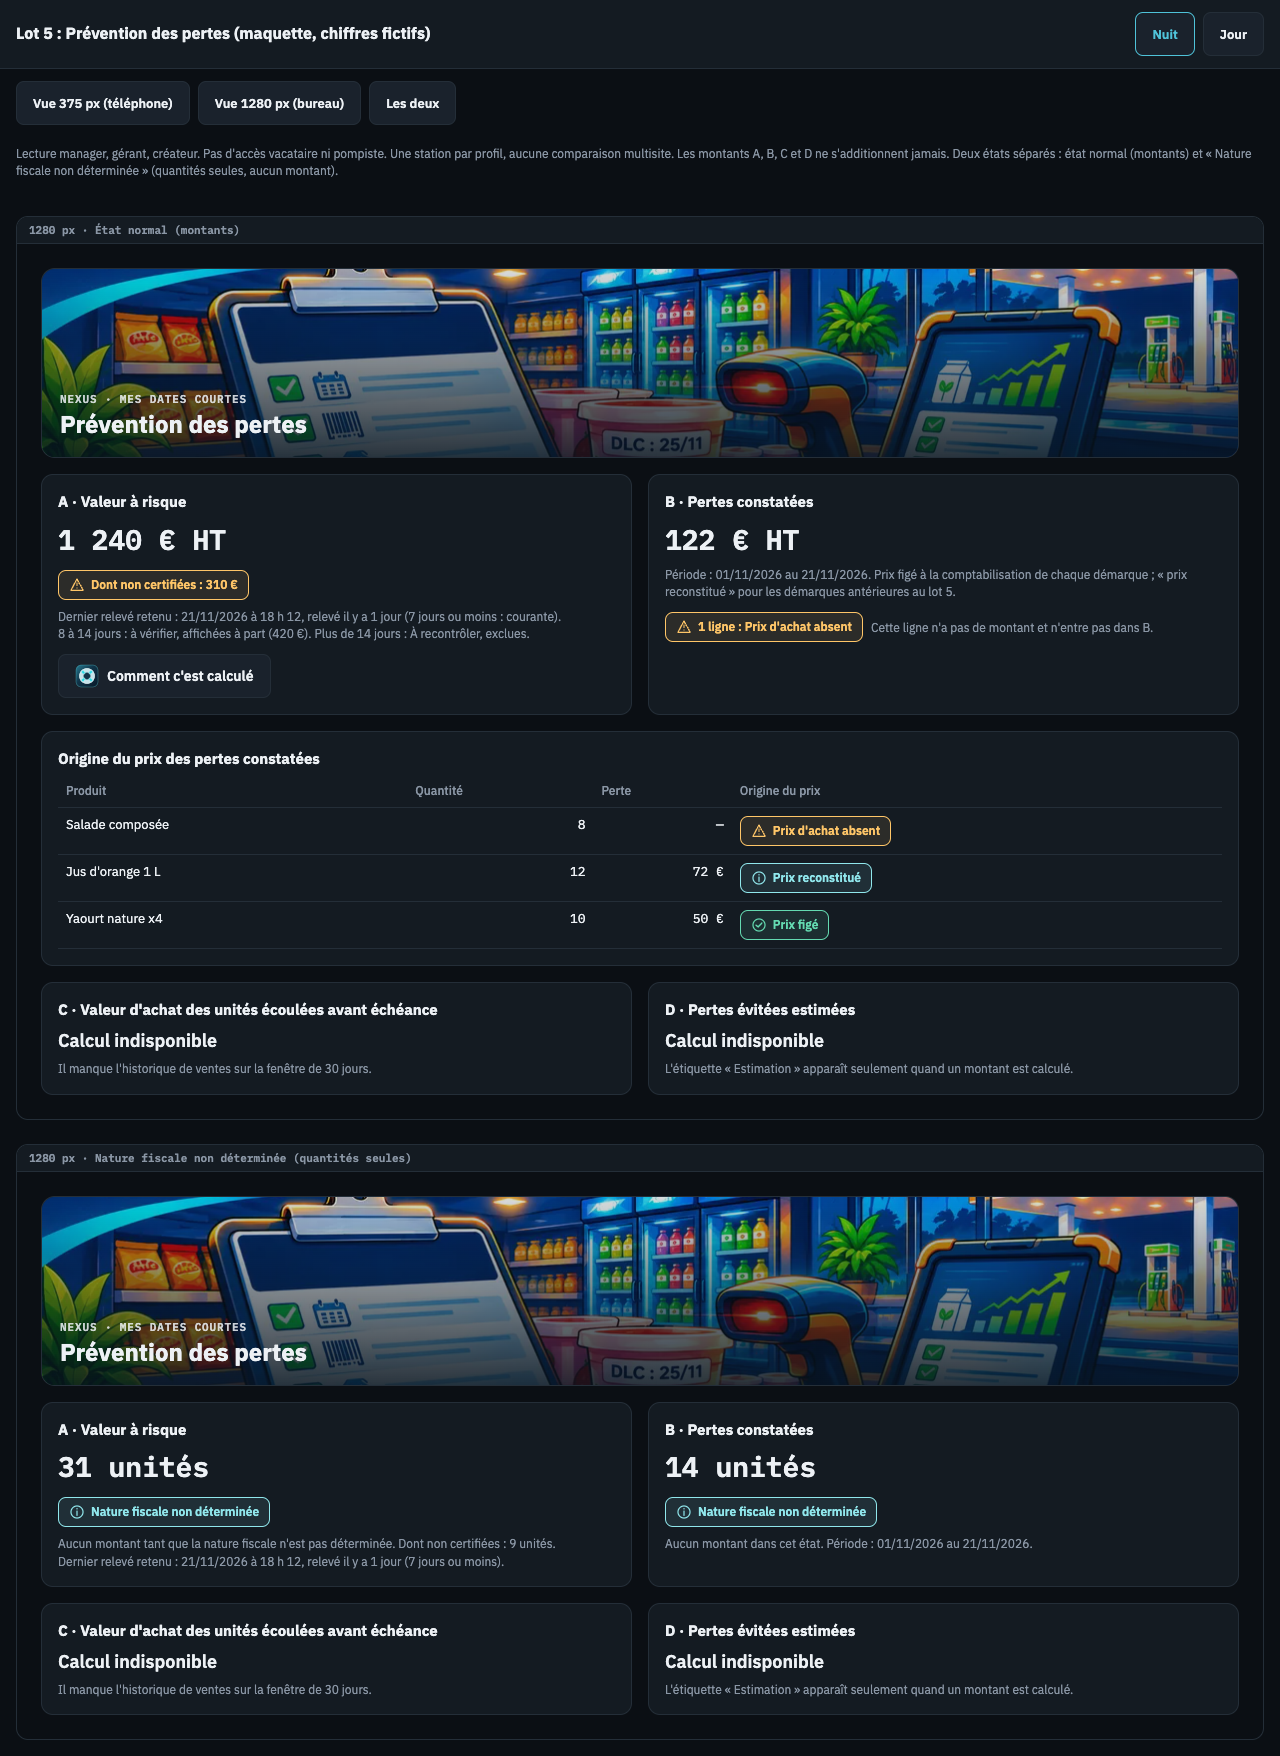 Lot 5 : Prévention des pertes (maquette, chiffres fictifs)
Nuit
Jour
Vue 375 px (téléphone)
Vue 1280 px (bureau)
Les deux
Lecture manager, gérant, créateur. Pas d'accès vacataire ni pompiste. Une station par profil, aucune comparaison multisite. Les montants A, B, C et D ne s'additionnent jamais. Deux états séparés : état normal (montants) et « Nature
fiscale non déterminée » (quantités seules, aucun montant).
1280 px · État normal (montants)
DLC : 25/11
NEXUS · MES DATES COURTES
Prévention des pertes
A · Valeur à risque
1 240 € HT
Dont non certifiées : 310 €
Dernier relevé retenu : 21/11/2026 à 18 h 12, relevé il y a 1 jour (7 jours ou moins : courante).
8 à 14 jours : à vérifier, affichées à part (420 €). Plus de 14 jours : À recontrôler, exclues.
Comment c'est calculé
B · Pertes constatées
122 € HT
Période : 01/11/2026 au 21/11/2026. Prix figé à la comptabilisation de chaque démarque ; « prix
reconstitué » pour les démarques antérieures au lot 5.
1 ligne : Prix d'achat absent
Cette ligne n'a pas de montant et n'entre pas dans B.
Origine du prix des pertes constatées
Produit Quantité Perte Origine du prix
Salade composée 8 — Prix d'achat absent
Jus d'orange 1 L 12 72 € Prix reconstitué
Yaourt nature x4 10 50 € Prix figé
C · Valeur d'achat des unités écoulées avant échéance
Calcul indisponible
Il manque l'historique de ventes sur la fenêtre de 30 jours.
D · Pertes évitées estimées
Calcul indisponible
L'étiquette « Estimation » apparaît seulement quand un montant est calculé.
1280 px · Nature fiscale non déterminée (quantités seules)
DLC : 25/11
NEXUS · MES DATES COURTES
Prévention des pertes
A · Valeur à risque
31 unités
Nature fiscale non déterminée
Aucun montant tant que la nature fiscale n'est pas déterminée. Dont non certifiées : 9 unités.
Dernier relevé retenu : 21/11/2026 à 18 h 12, relevé il y a 1 jour (7 jours ou moins).
B · Pertes constatées
14 unités
Nature fiscale non déterminée
Aucun montant dans cet état. Période : 01/11/2026 au 21/11/2026.
C · Valeur d'achat des unités écoulées avant échéance
Calcul indisponible
Il manque l'historique de ventes sur la fenêtre de 30 jours.
D · Pertes évitées estimées
Calcul indisponible
L'étiquette « Estimation » apparaît seulement quand un montant est calculé.